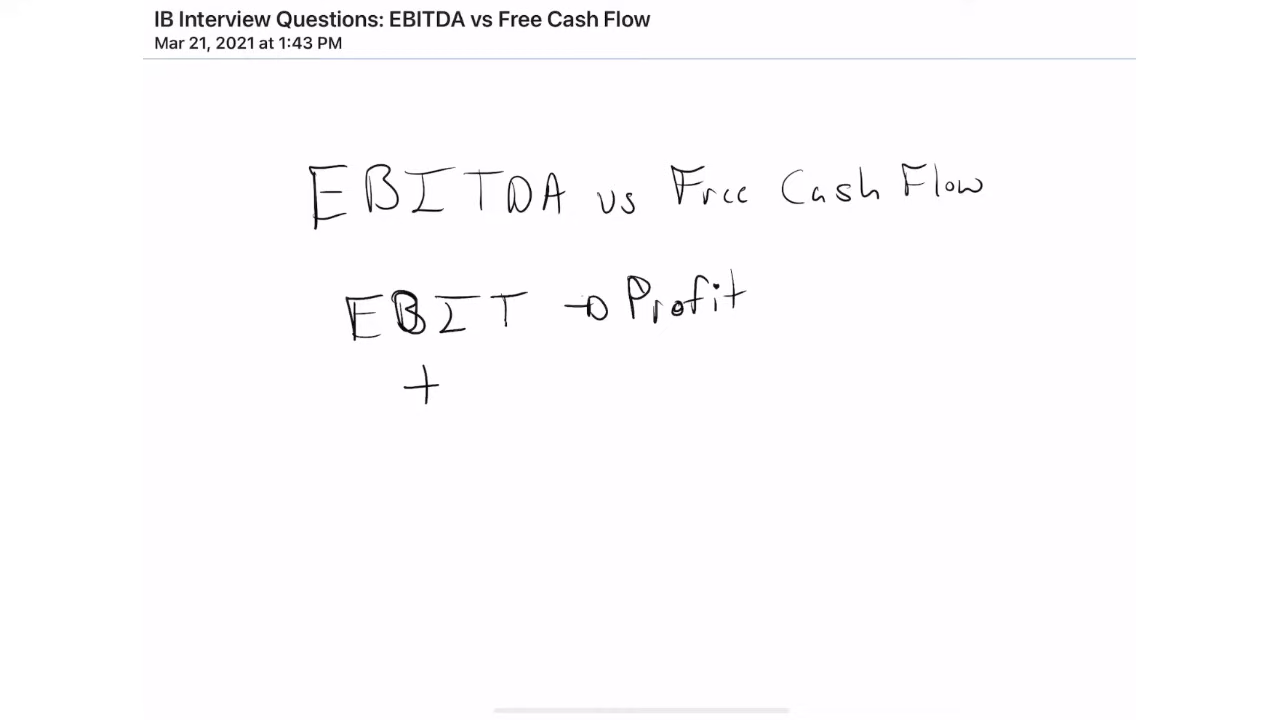 IB Interview Questions: EBITDA vs Free Cash Flow
Mar 21, 2021 at 1:43 PM
EBITDA vs Free Cash Flow
EBIT → Profit
+